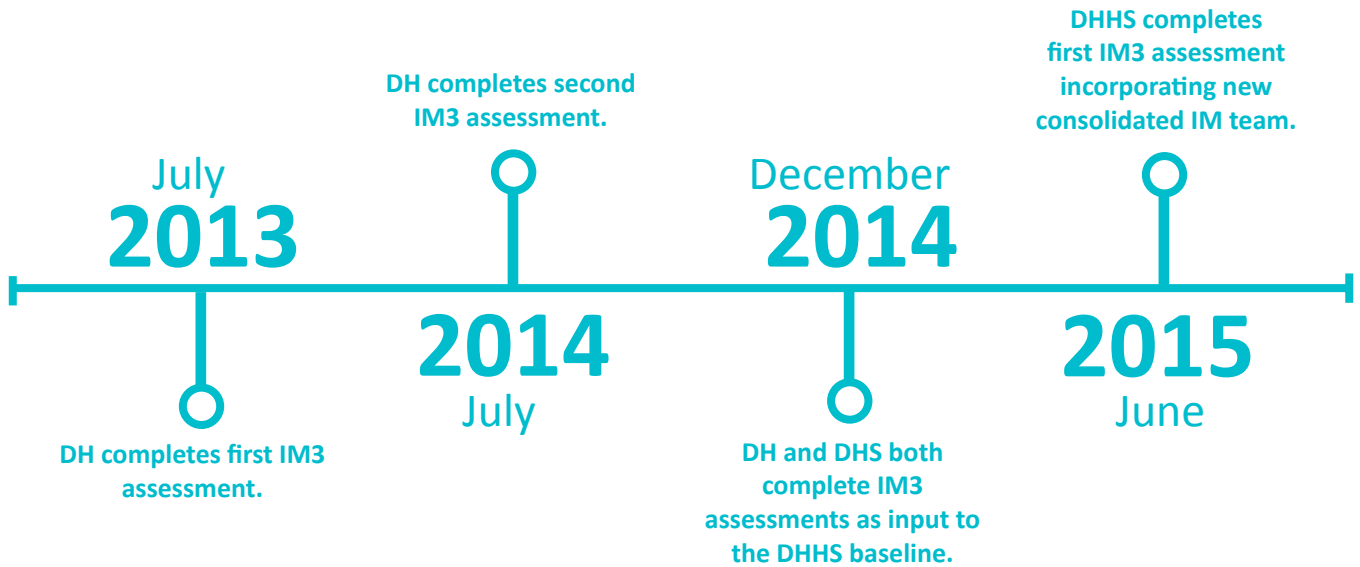 July
2013
DH completes first IM3
assessment.
DH completes second
IM3 assessment.
2014
July
December
2014
DH and DHS both
complete IM3
assessments as input to
the DHHS baseline.
DHHS completes
first IM3 assessment
incorporating new
consolidated IM team.
2015
June